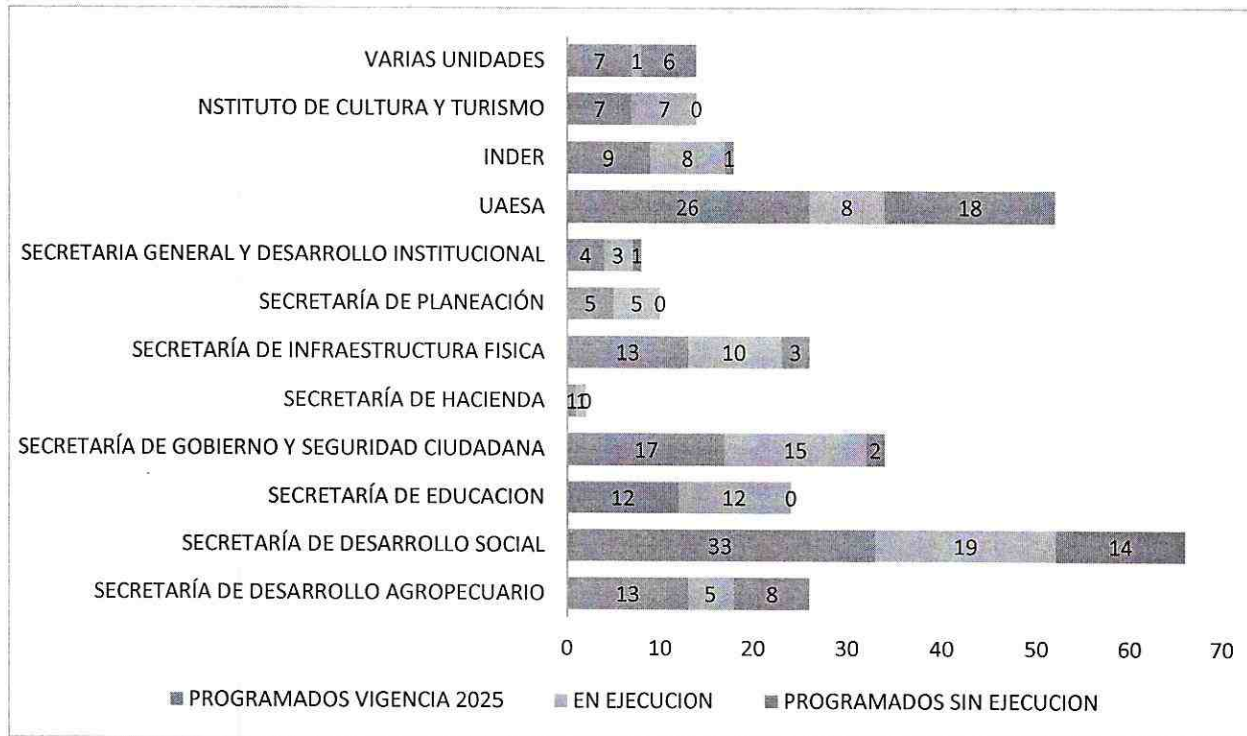 VARIAS UNIDADES 7 1 6
NSTITUTO DE CULTURA Y TURISMO 7 7 0
INDER 9 8 1
UAESA 26 8 18
SECRETARIA GENERAL Y DESARROLLO INSTITUCIONAL 4 3 1
SECRETARÍA DE PLANEACIÓN 5 5 0
SECRETARÍA DE INFRAESTRUCTURA FISICA 13 10 3
SECRETARÍA DE HACIENDA 1 1 0
SECRETARÍA DE GOBIERNO Y SEGURIDAD CIUDADANA 17 15 2
SECRETARÍA DE EDUCACION 12 12 0
SECRETARÍA DE DESARROLLO SOCIAL 33 19 14
SECRETARÍA DE DESARROLLO AGROPECUARIO 13 5 8
0 10 20 30 40 50 60 70
PROGRAMADOS VIGENCIA 2025 EN EJECUCION PROGRAMADOS SIN EJECUCION